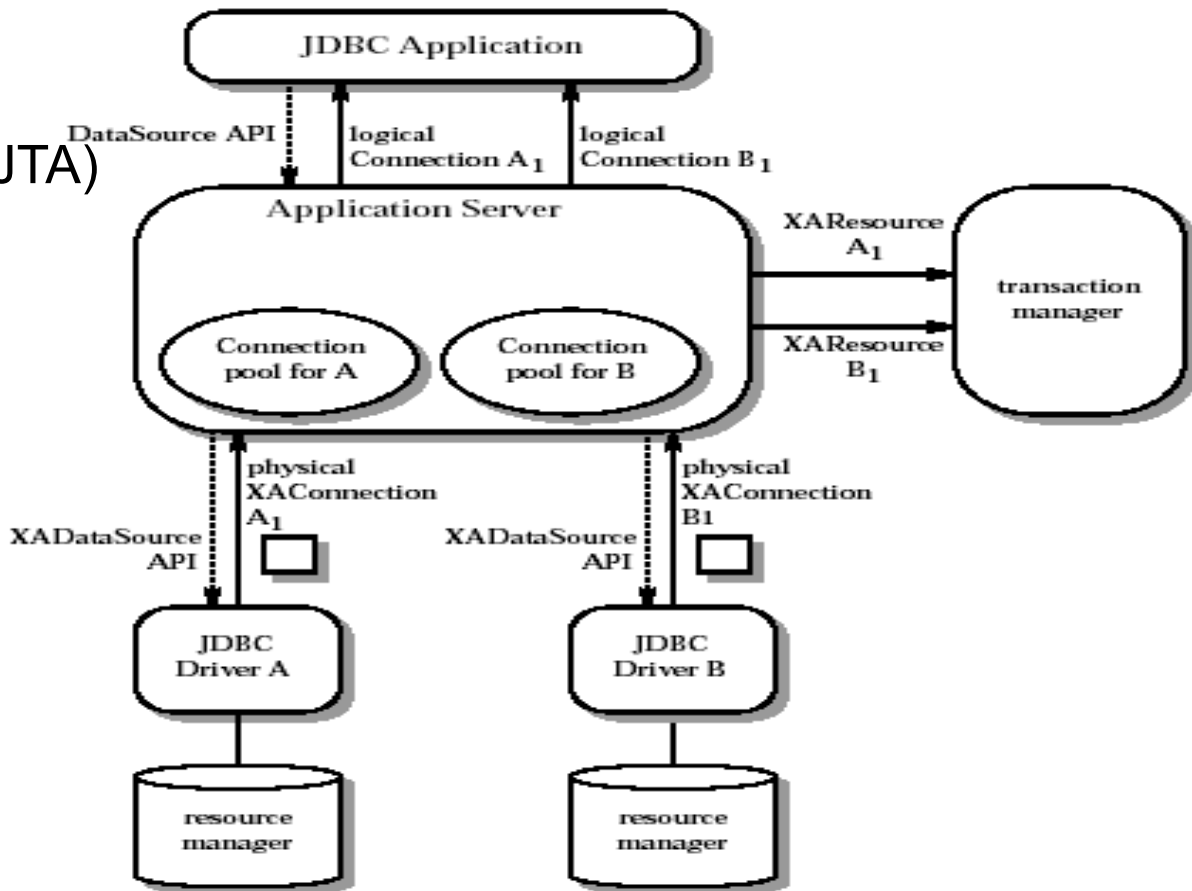 JDBC Application
DataSource API
JTA)
logical
Connection A1
logical
Connection B1
Application Server
XAResource
A1
transaction
manager
XAResource
B1
Connection
pool for A
Connection
pool for B
physical
XAConnection
A1
physical
XAConnection
B1
XADataSource
API
XADataSource
API
JDBC
Driver A
JDBC
Driver B
resource
manager
resource
manager